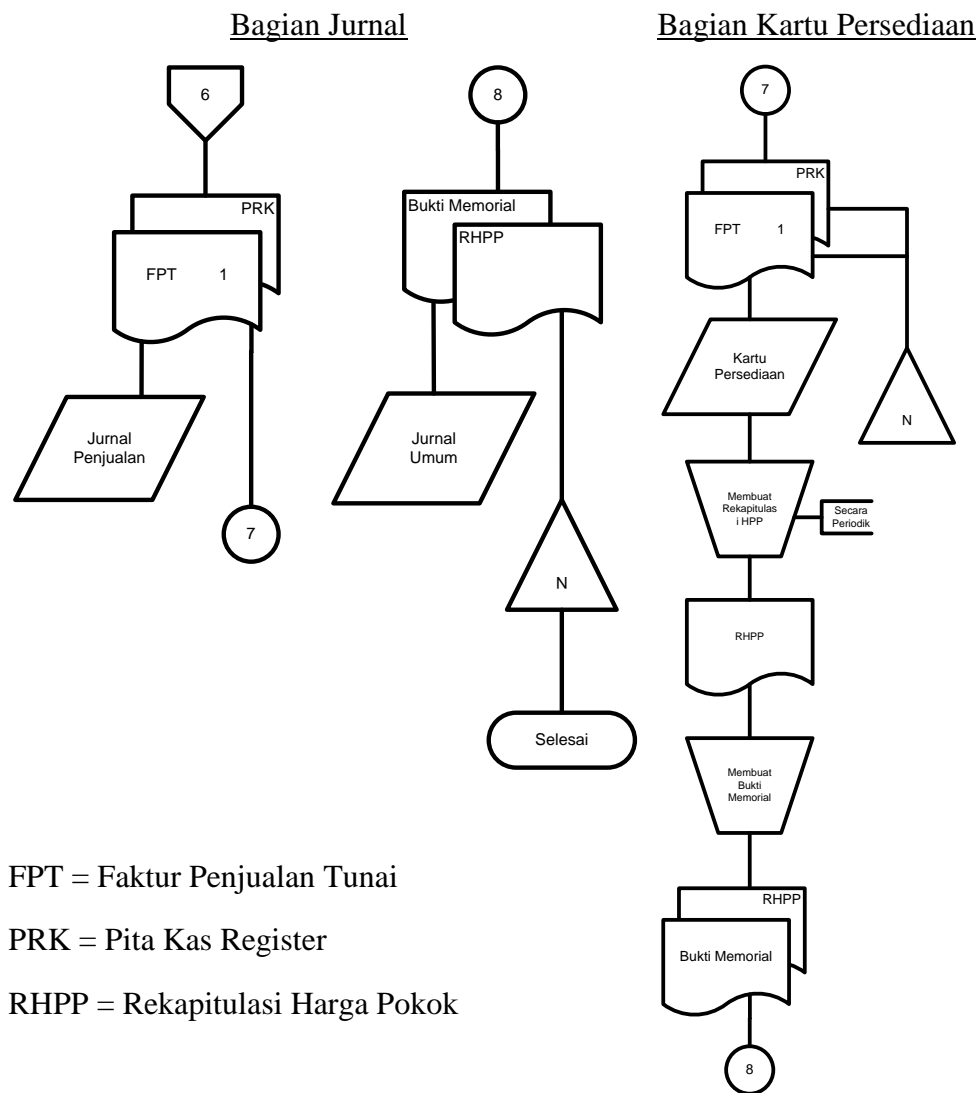 Bagian Jurnal
6
PRK
FPT 1
Jurnal
Penjualan
7
8
Bukti Memorial
RHPP
Jurnal
Umum
N
Selesai
Bagian Kartu Persediaan
7
PRK
FPT 1
Kartu
Persediaan
N
Membuat
Rekapitulas
i HPP
Secara
Periodik
RHPP
Membuat
Bukti
Memorial
RHPP
Bukti Memorial
8
FPT = Faktur Penjualan Tunai
PRK = Pita Kas Register
RHPP = Rekapitulasi Harga Pokok